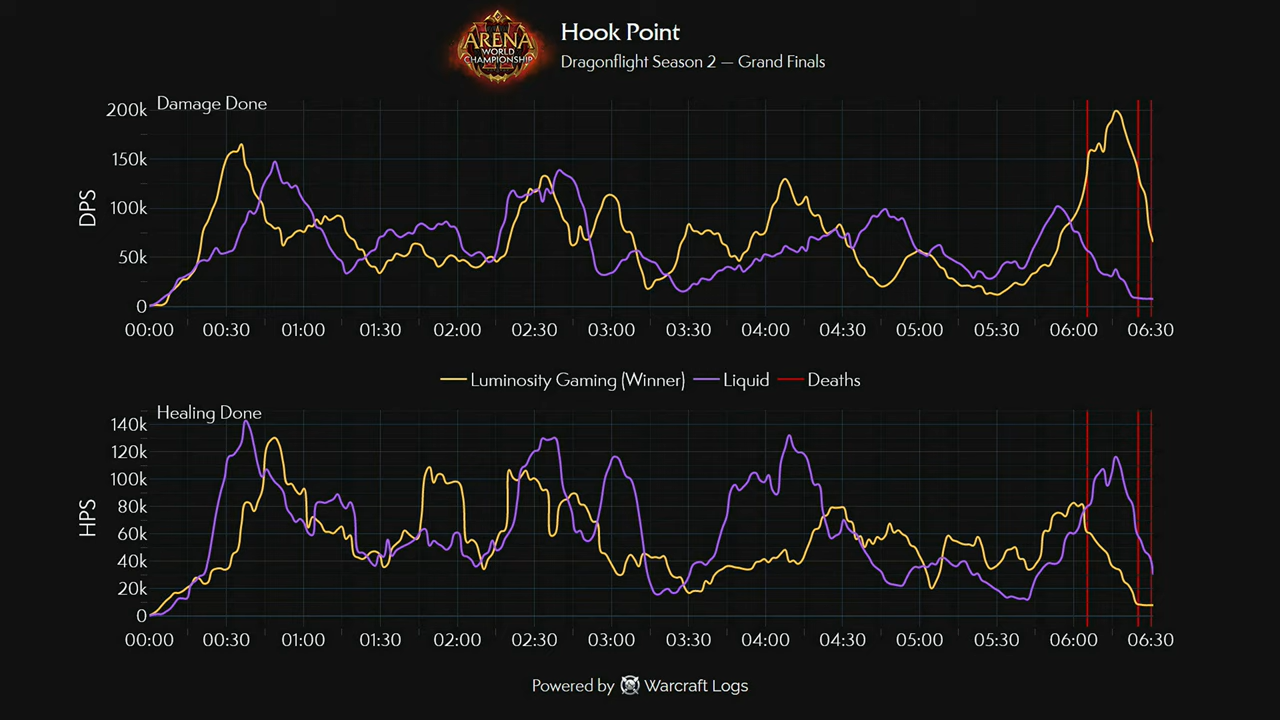 ARENA
WORLD
CHAMPIONSHIP
Hook Point
Dragonflight Season 2 — Grand Finals
Damage Done
DPS
200k
150k
100k
50k
0
00:00 00:30 01:00 01:30 02:00 02:30 03:00 03:30 04:00 04:30 05:00 05:30 06:00 06:30
Luminosity Gaming (Winner) Liquid Deaths
Healing Done
HPS
140k
120k
100k
80k
60k
40k
20k
0
00:00 00:30 01:00 01:30 02:00 02:30 03:00 03:30 04:00 04:30 05:00 05:30 06:00 06:30
Powered by Warcraft Logs